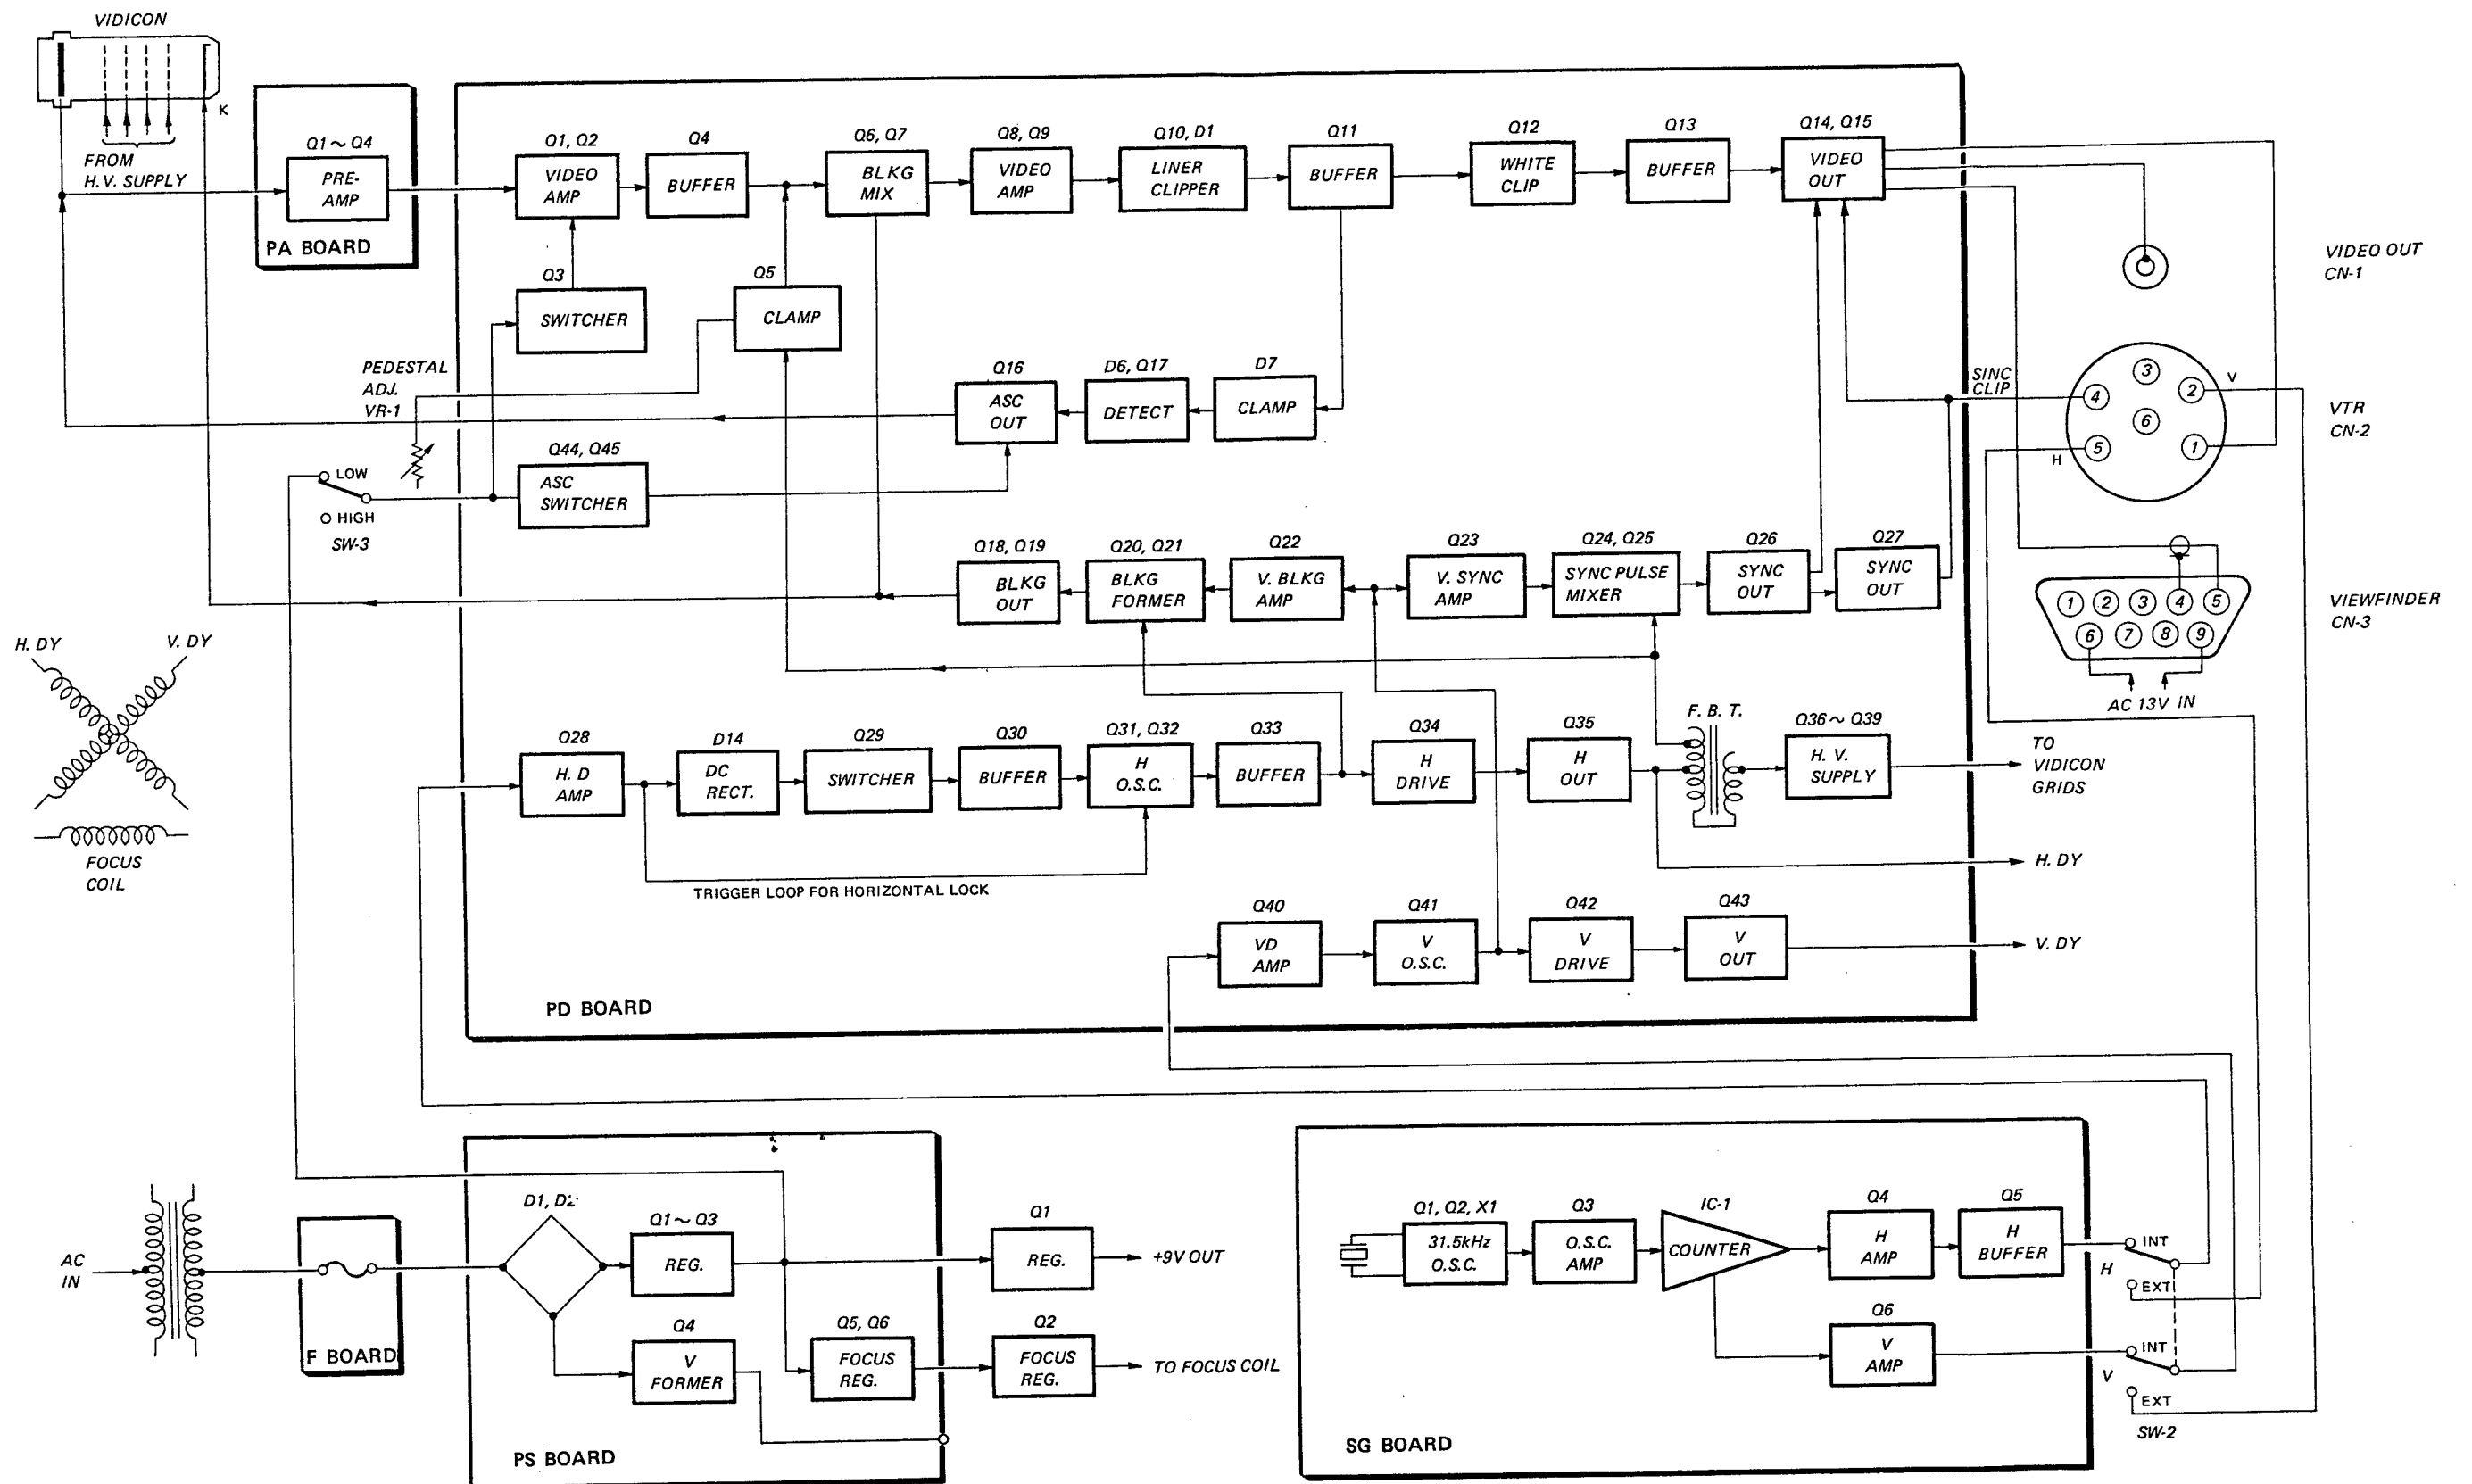 VIDICON
K
FROM
H.V. SUPPLY
Q1~Q4
PRE-
AMP
PA BOARD
Q1, Q2
VIDEO
AMP
Q4
BUFFER
Q6, Q7
BLKG
MIX
Q8, Q9
VIDEO
AMP
Q10, D1
LINER
CLIPPER
Q11
BUFFER
Q12
WHITE
CLIP
Q13
BUFFER
Q14, Q15
VIDEO
OUT
VIDEO OUT
CN-1
Q3
SWITCHER
Q5
CLAMP
PEDESTAL
ADJ.
VR-1
Q16
ASC
OUT
D6, Q17
DETECT
D7
CLAMP
SINC
CLIP
3
2
V
4
6
5
1
H
VTR
CN-2
LOW
HIGH
SW-3
Q44, Q45
ASC
SWITCHER
Q18, Q19
BLKG
OUT
Q20, Q21
BLKG
FORMER
Q22
V. BLKG
AMP
Q23
V. SYNC
AMP
Q24, Q25
SYNC PULSE
MIXER
Q26
SYNC
OUT
Q27
SYNC
OUT
1 2 3 4 5
6 7 8 9
VIEWFINDER
CN-3
AC 13V IN
H. DY
V. DY
FOCUS
COIL
Q28
H. D
AMP
D14
DC
RECT.
Q29
SWITCHER
Q30
BUFFER
Q31, Q32
H
O.S.C.
Q33
BUFFER
Q34
H
DRIVE
Q35
H
OUT
F. B. T.
Q36~Q39
H. V.
SUPPLY
TO
VIDICON
GRIDS
TRIGGER LOOP FOR HORIZONTAL LOCK
H. DY
Q40
VD
AMP
Q41
V
O.S.C.
Q42
V
DRIVE
Q43
V
OUT
V. DY
PD BOARD
AC
IN
F BOARD
D1, D2
Q1~Q3
REG.
Q4
V
FORMER
Q5, Q6
FOCUS
REG.
PS BOARD
Q1
REG.
+9V OUT
Q2
FOCUS
REG.
TO FOCUS COIL
Q1, Q2, X1
31.5kHz
O.S.C.
Q3
O.S.C.
AMP
IC-1
COUNTER
Q4
H
AMP
Q5
H
BUFFER
Q6
V
AMP
SG BOARD
INT
H
EXT
INT
V
EXT
SW-2